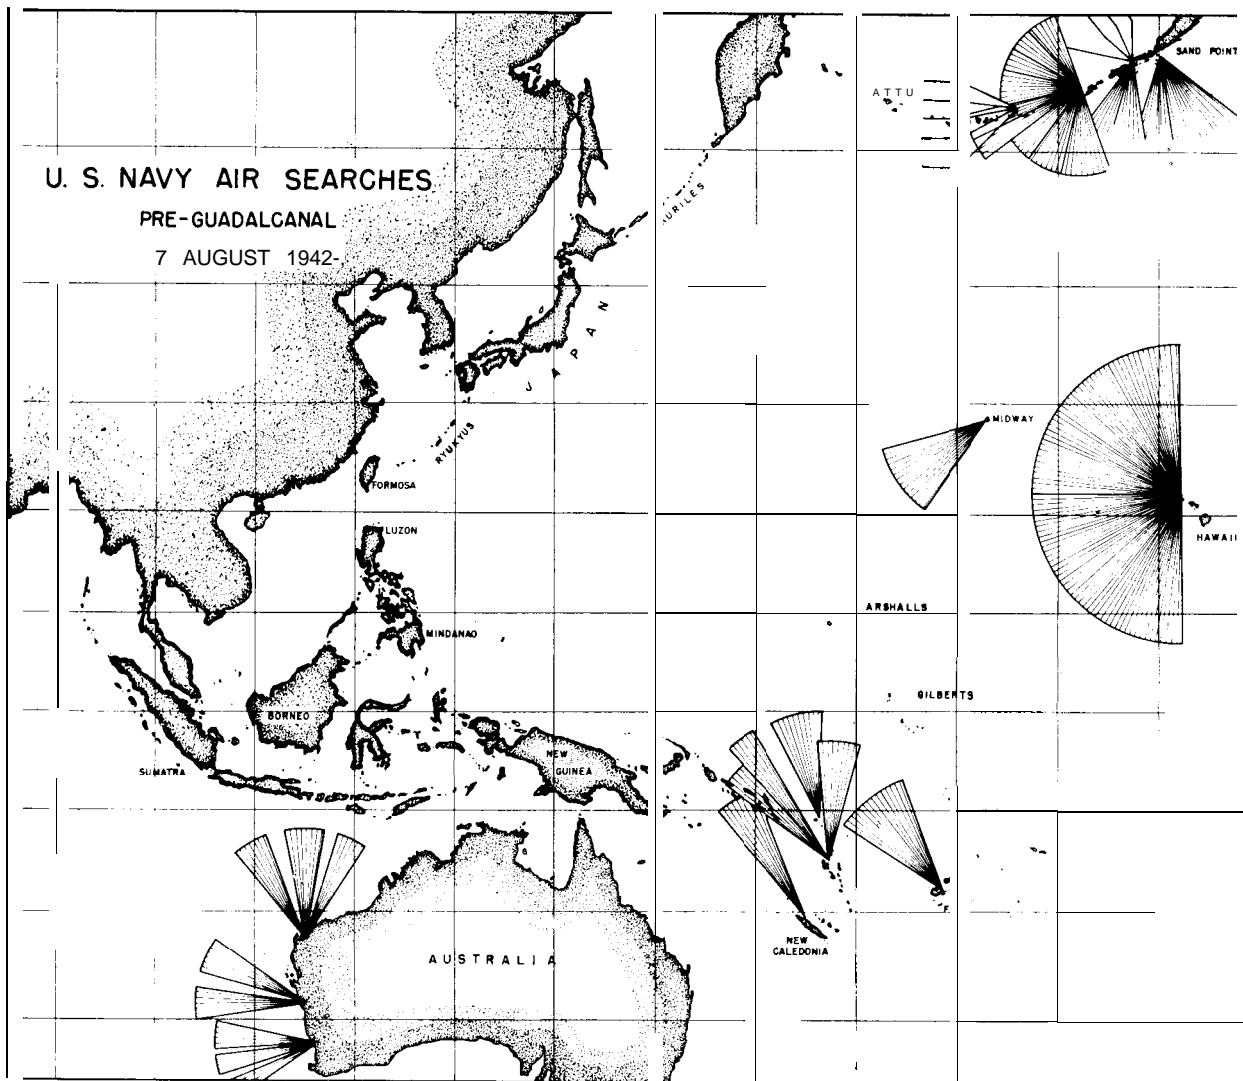 U. S. NAVY AIR SEARCHES
PRE-GUADALCANAL
7 AUGUST 1942-
SAND POINT
ATTU
URILES
JAPAN
MIDWAY
RYUKYUS
FORMOSA
LUZON
HAWAII
ARSHALLS
MINDANAO
GILBERTS
BORNEO
NEW
GUINEA
SUMATRA
AUSTRALIA
NEW
CALEDONIA
F